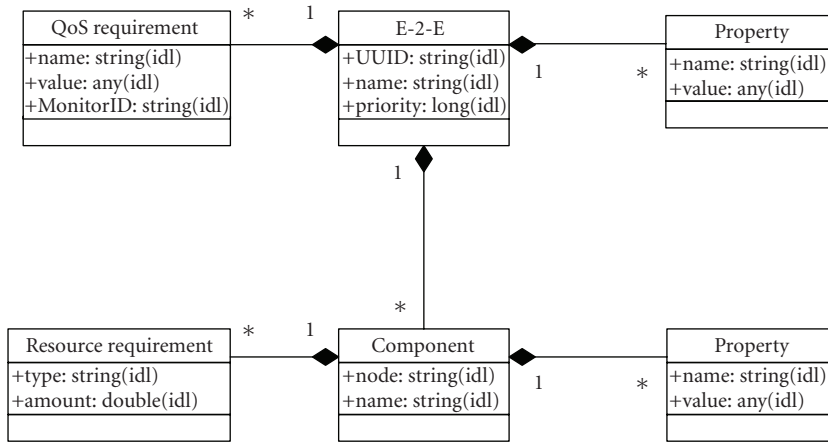 * 1
QoS requirement
+name: string(idl)
+value: any(idl)
+MonitorID: string(idl)
E-2-E
+UUID: string(idl)
+name: string(idl)
+priority: long(idl)
1 *
Property
+name: string(idl)
+value: any(idl)
1
*
* 1
Resource requirement
+type: string(idl)
+amount: double(idl)
Component
+node: string(idl)
+name: string(idl)
1 *
Property
+name: string(idl)
+value: any(idl)